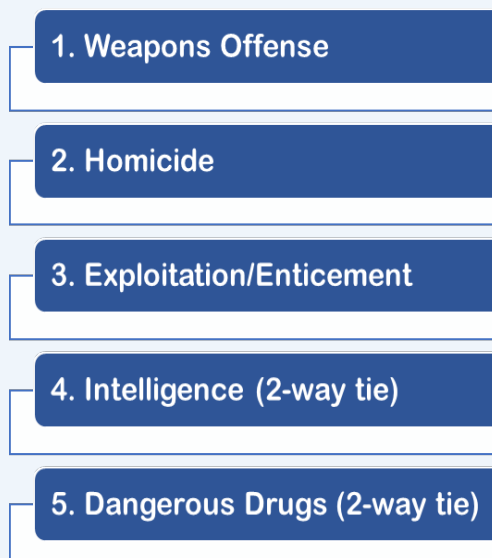 1. Weapons Offense
2. Homicide
3. Exploitation/Enticement
4. Intelligence (2-way tie)
5. Dangerous Drugs (2-way tie)